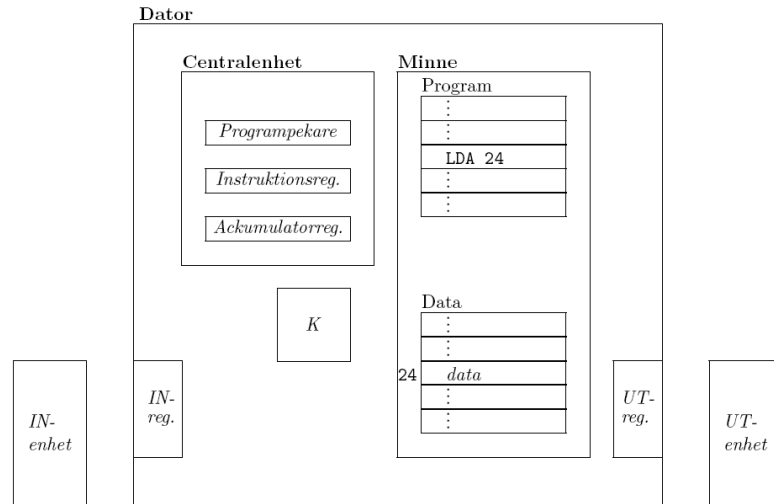 Dator
Centralenhet
Programpekare
Instruktionsreg.
Ackumulatorreg.
K
Minne
Program
⋮
⋮
LDA 24
⋮
⋮
Data
⋮
⋮
24 data
⋮
⋮
IN-
enhet
IN-
reg.
UT-
reg.
UT-
enhet